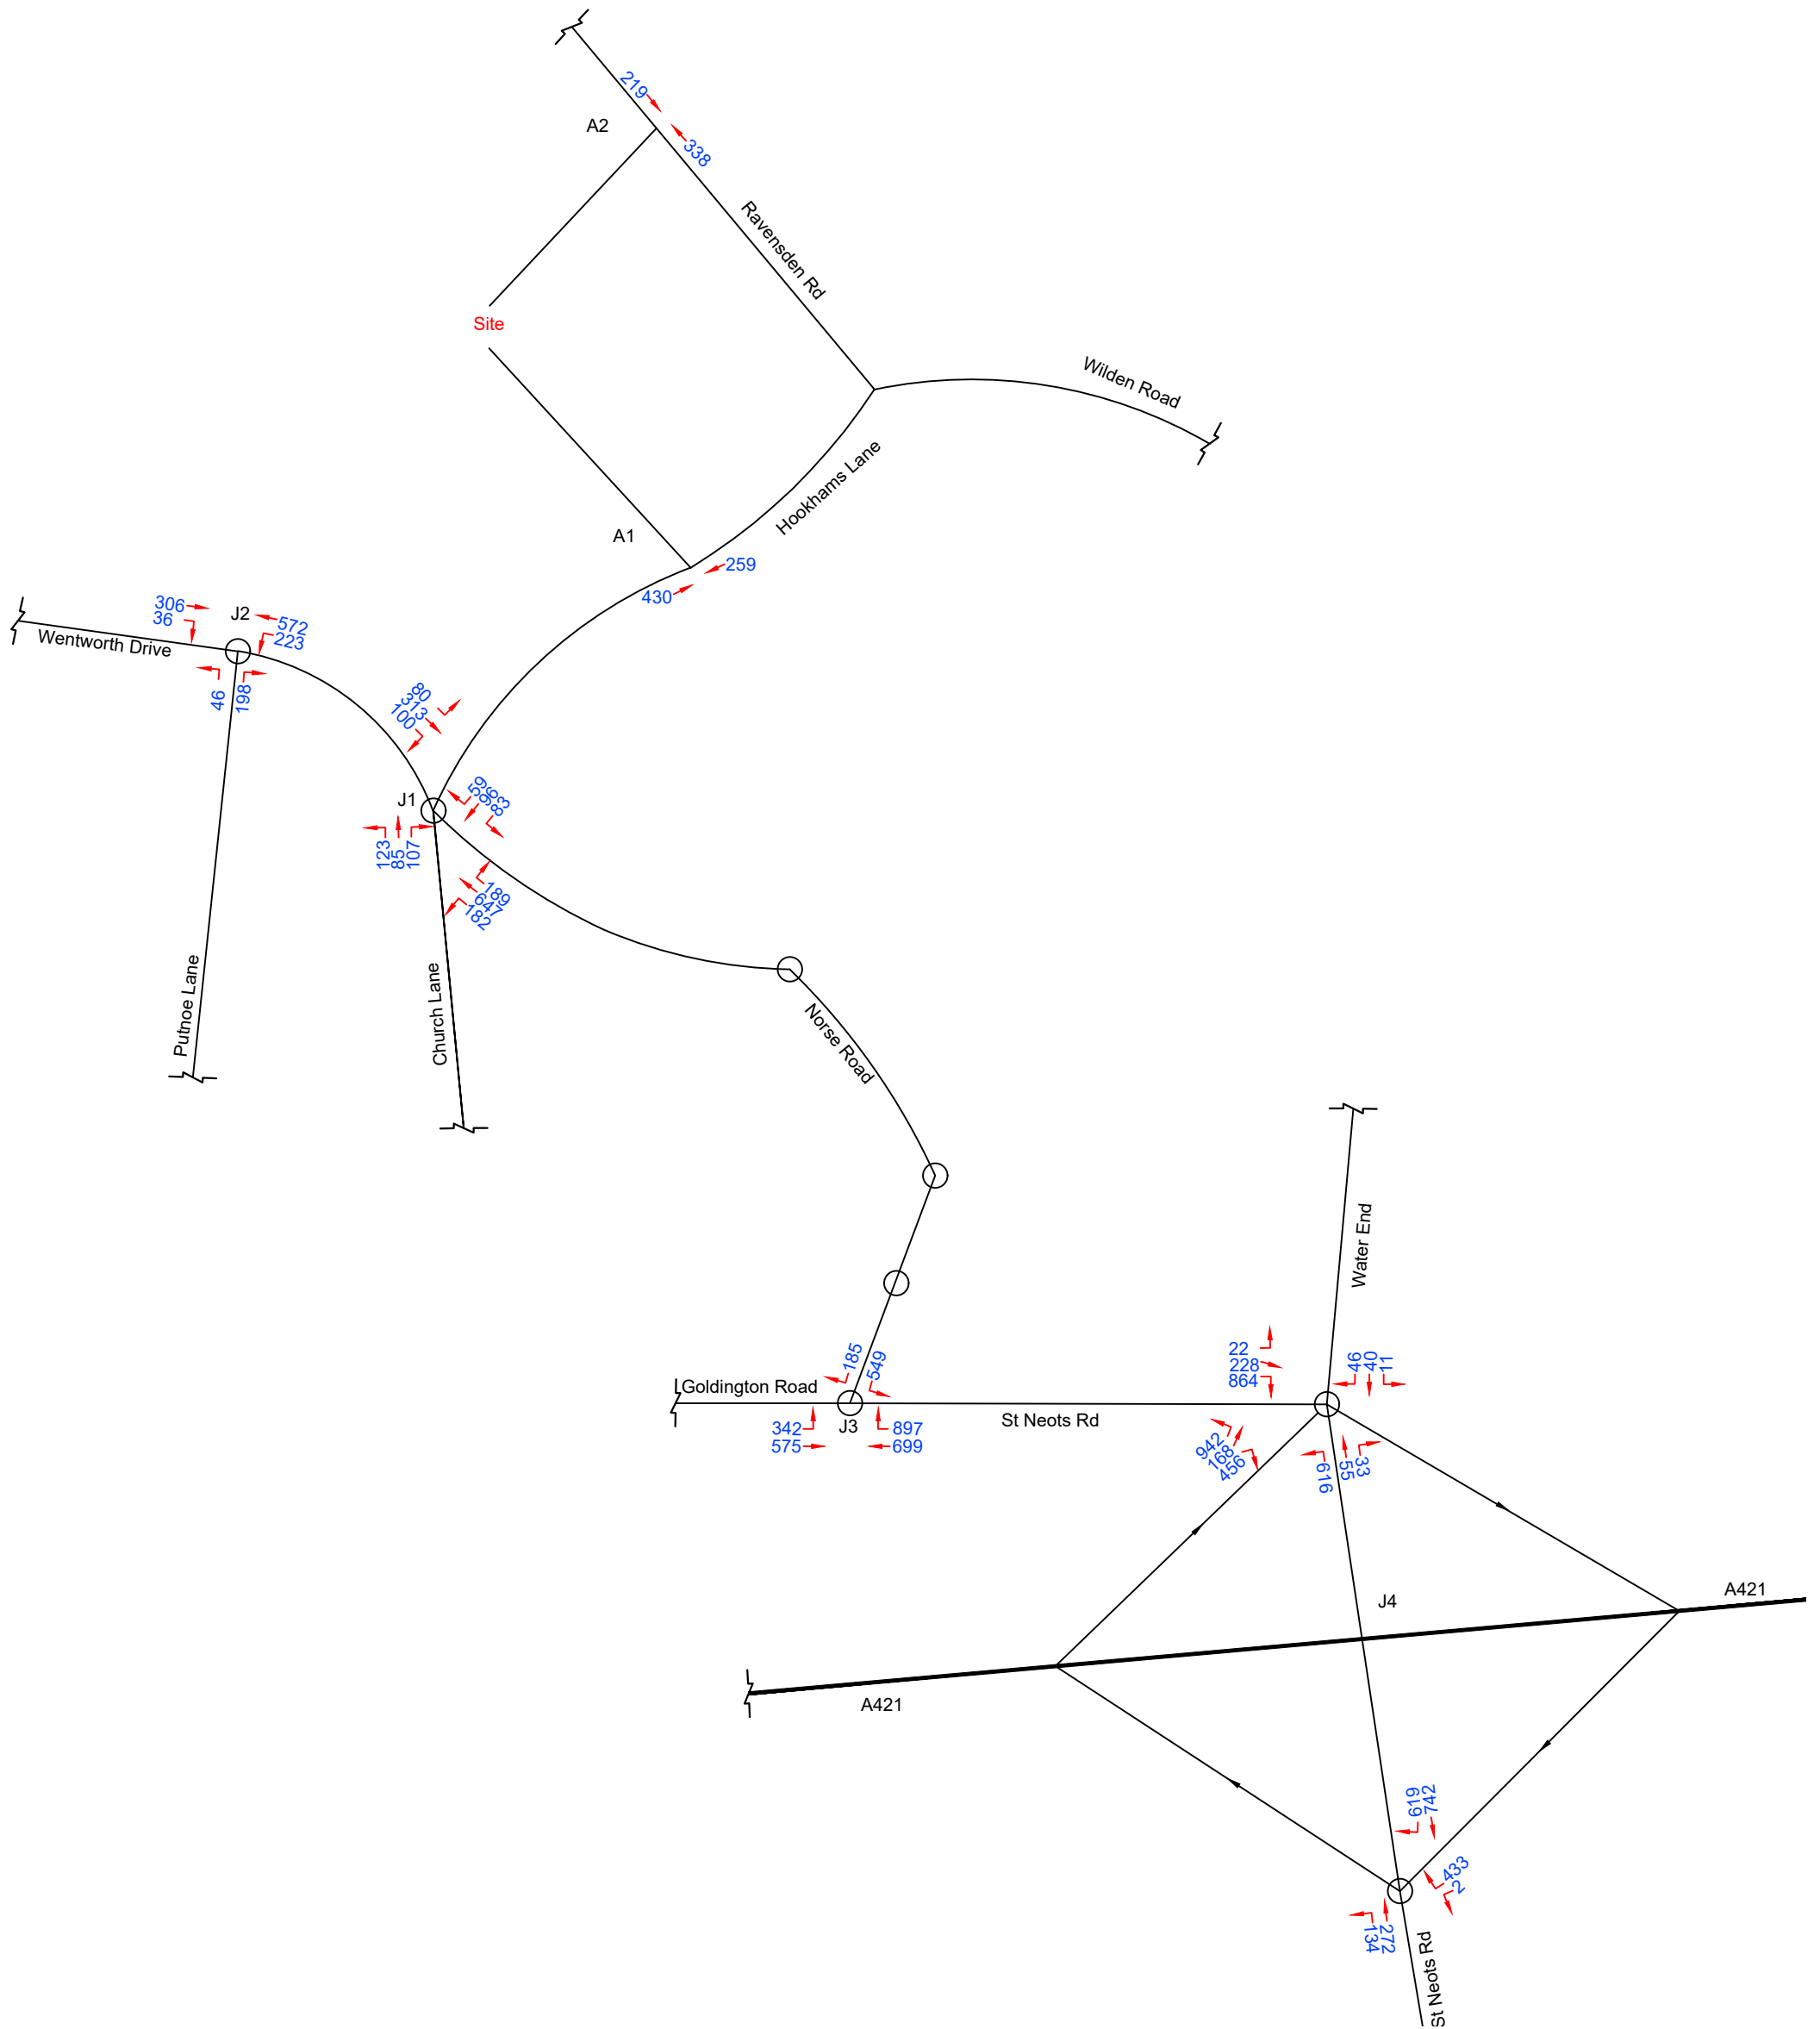 219
A2
338
Ravensden Rd
Site
Wilden Road
Hookhams Lane
A1
259
430
306
36
J2
572
223
Wentworth Drive
46
198
80
313
100
59
96
83
J1
123
85
107
189
647
182
Putnoe Lane
Church Lane
Norse Road
Water End
185
549
22
228
864
46
40
11
Goldington Road
St Neots Rd
342
575
J3
897
699
942
168
456
616
55
33
J4
A421
A421
619
742
433
2
134
272
St Neots Rd